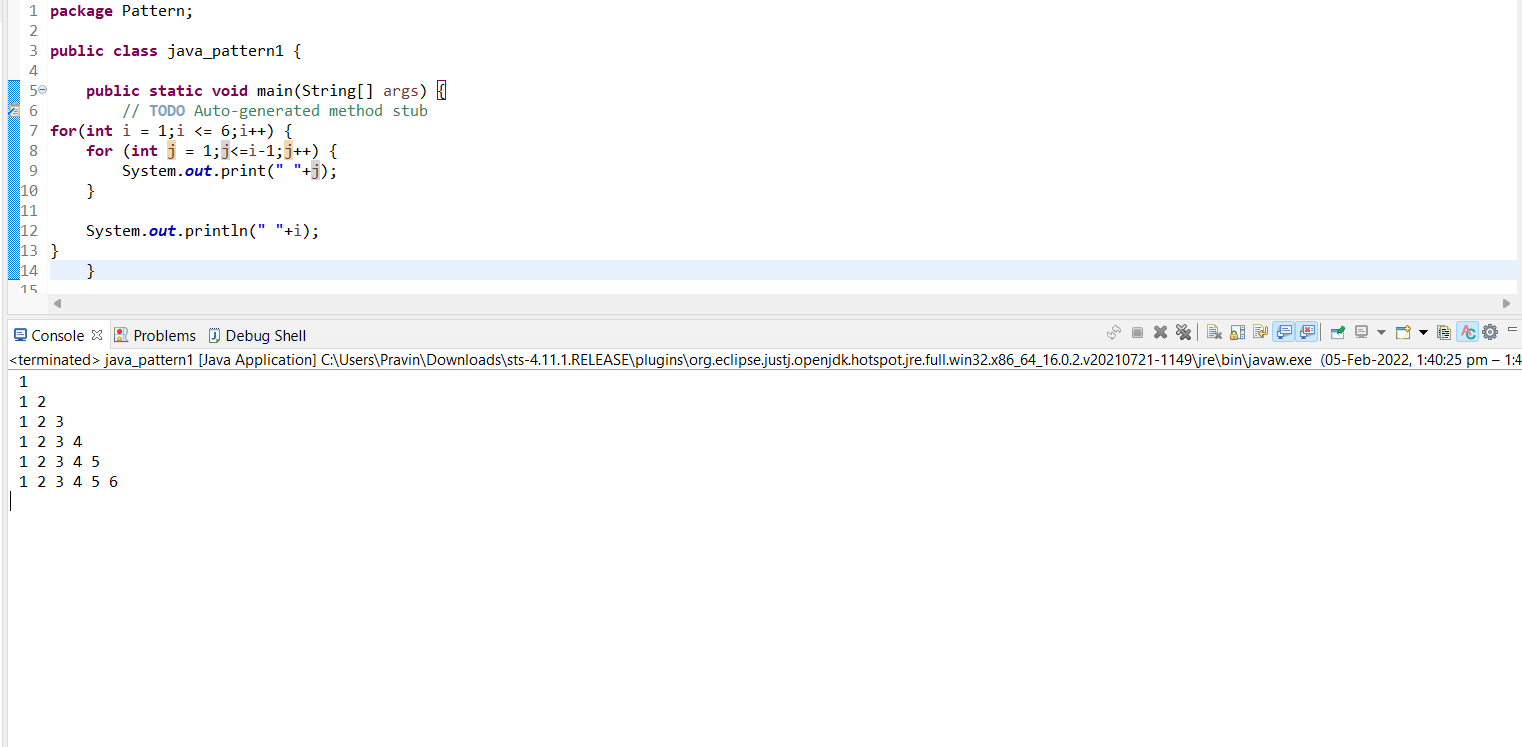 1 package Pattern;
2
3 public class java_pattern1 {
4
5     public static void main(String[] args) {
6         // TODO Auto-generated method stub
7 for(int i = 1;i <= 6;i++) {
8     for (int j = 1;j<=i-1;j++) {
9         System.out.print(" "+j);
10     }
11
12     System.out.println(" "+i);
13 }
14     }
15
Console Problems Debug Shell
<terminated> java_pattern1 [Java Application] C:\Users\Pravin\Downloads\sts-4.11.1.RELEASE\plugins\org.eclipse.justj.openjdk.hotspot.jre.full.win32.x86_64_16.0.2.v20210721-1149\jre\bin\javaw.exe (05-Feb-2022, 1:40:25 pm – 1:4
1
1 2
1 2 3
1 2 3 4
1 2 3 4 5
1 2 3 4 5 6